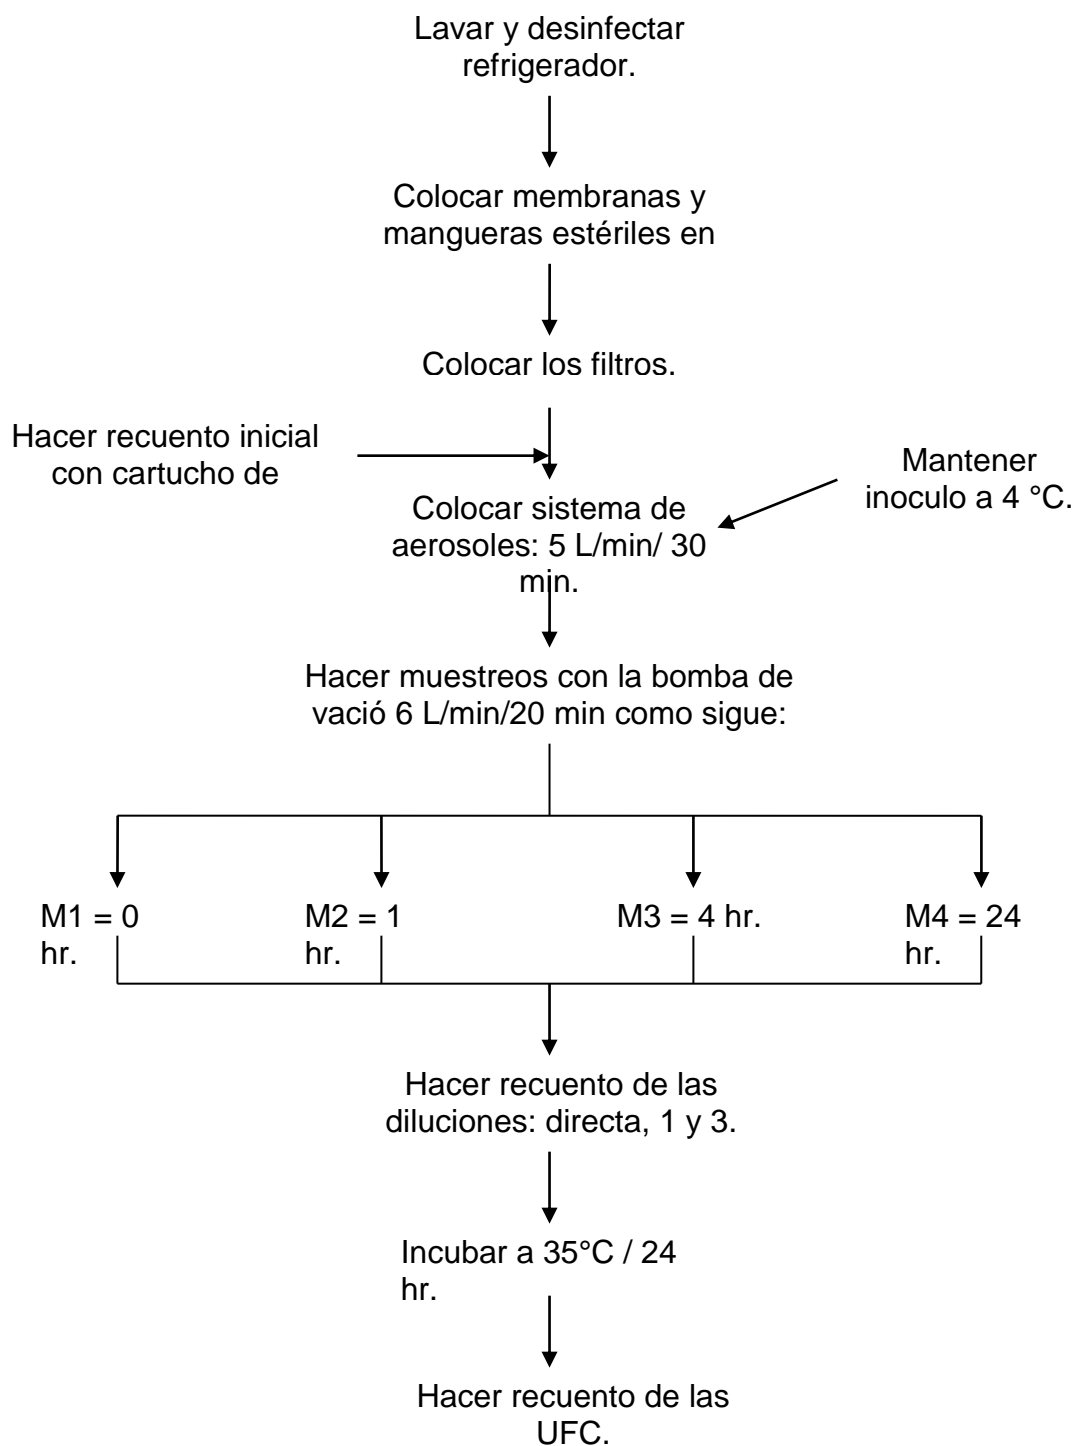 Lavar y desinfectar
refrigerador.
Colocar membranas y
mangueras estériles en
Colocar los filtros.
Hacer recuento inicial
con cartucho de
Mantener
inoculo a 4 °C.
Colocar sistema de
aerosoles: 5 L/min/ 30
min.
Hacer muestreos con la bomba de
vació 6 L/min/20 min como sigue:
M1 = 0
hr.
M2 = 1
hr.
M3 = 4 hr.
M4 = 24
hr.
Hacer recuento de las
diluciones: directa, 1 y 3.
Incubar a 35°C / 24
hr.
Hacer recuento de las
UFC.